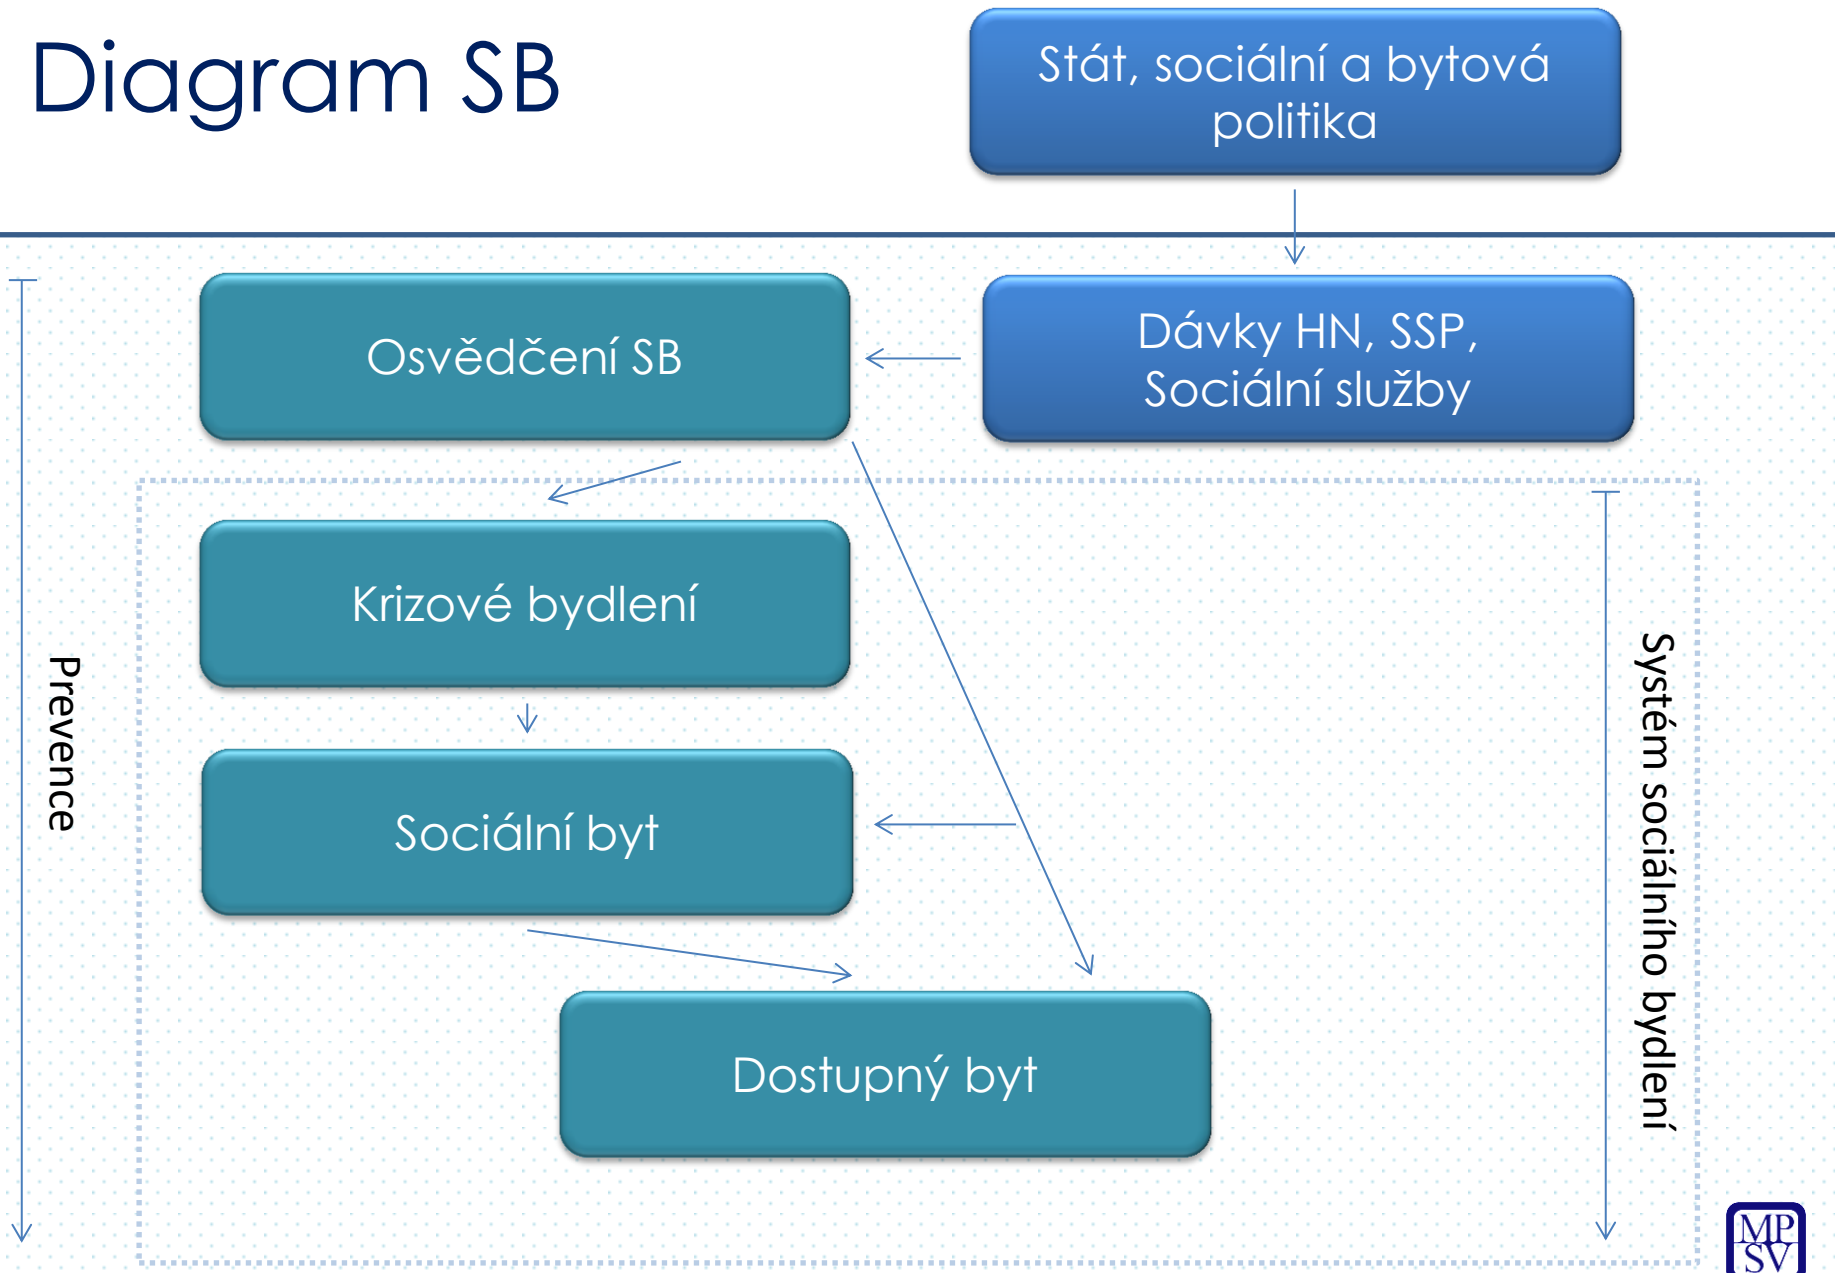 Diagram SB
Stát, sociální a bytová
politika
Osvědčení SB
Dávky HN, SSP,
Sociální služby
Krizové bydlení
Prevence
Systém sociálního bydlení
Sociální byt
Dostupný byt
MP
SV